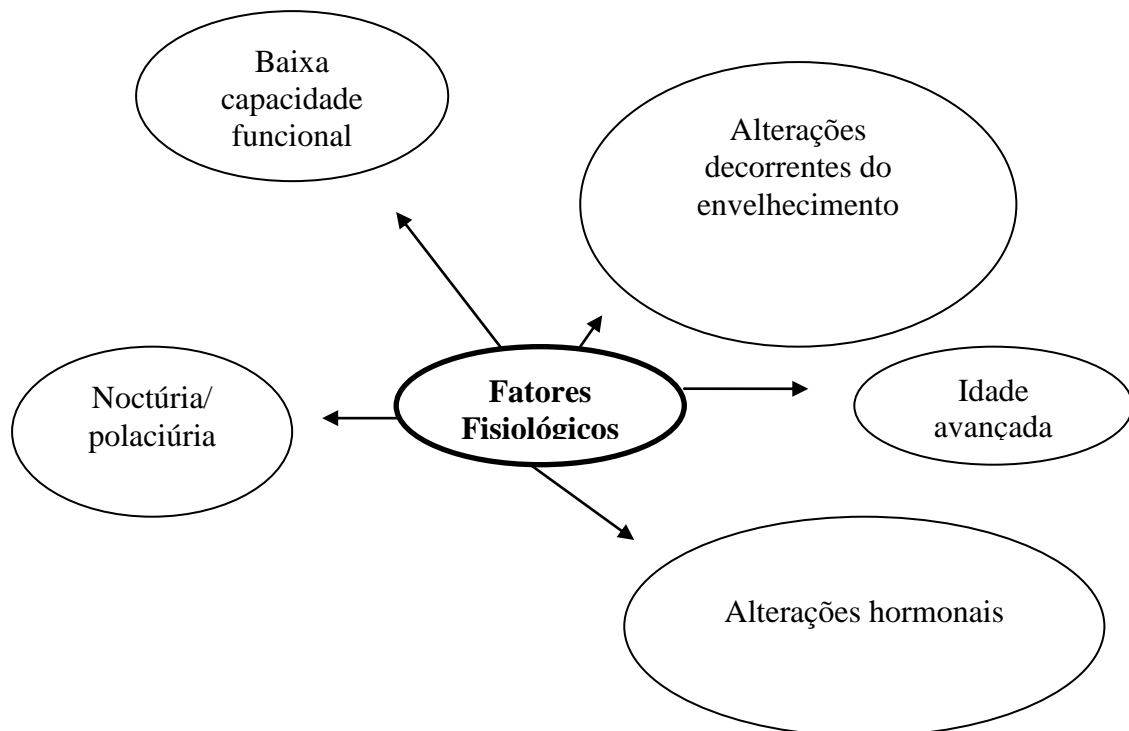 Baixa
capacidade
funcional
Alterações
decorrentes do
envelhecimento
Noctúria/
polaciúria
Fatores
Fisiológicos
Idade
avançada
Alterações hormonais